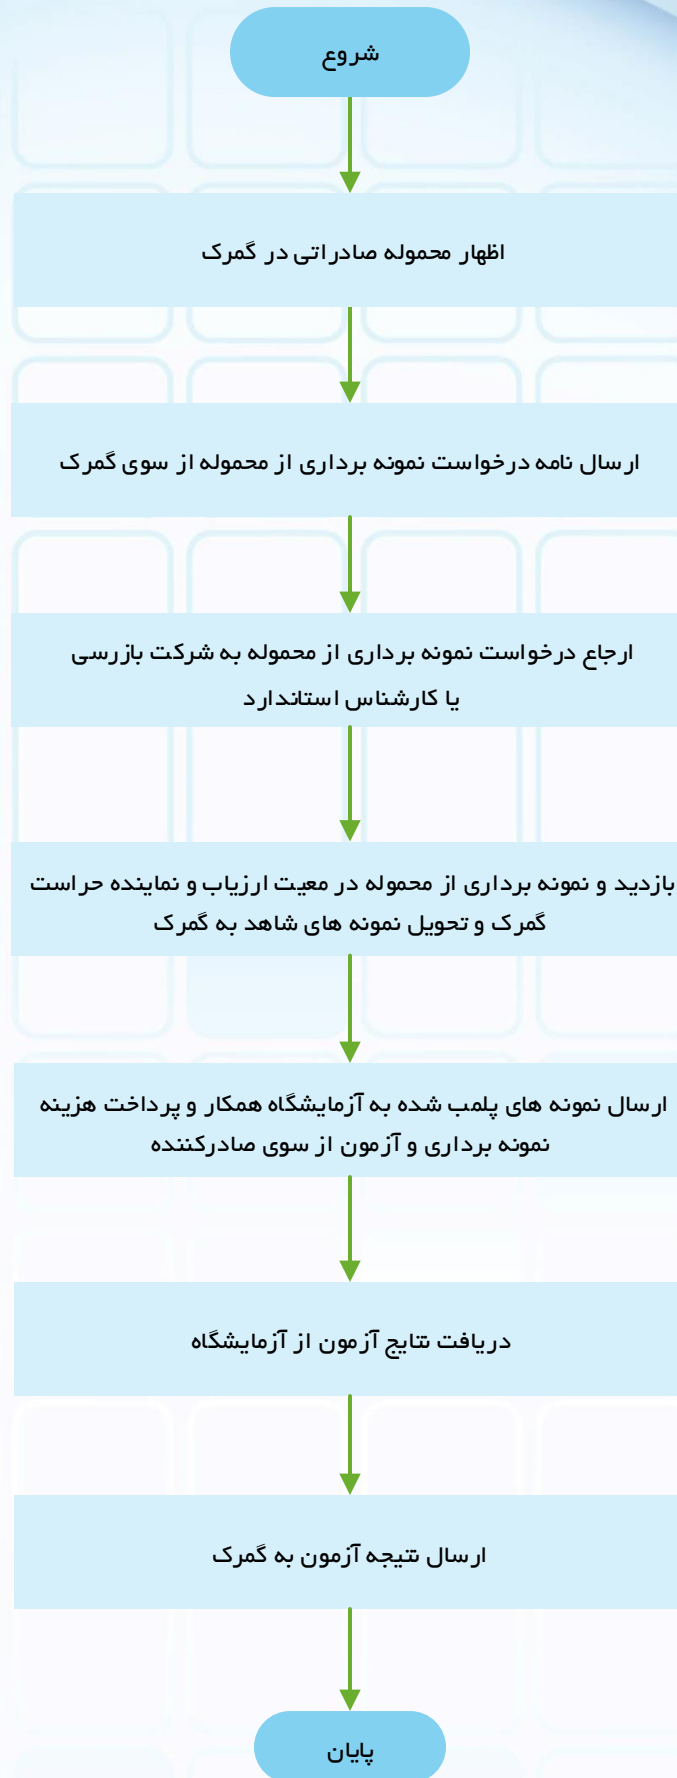 شروع
اظهار محموله صادراتی در گمرک
ارسال نامه درخواست نمونه برداری از محموله از سوی گمرک
ارجاع درخواست نمونه برداری از محموله به شرکت بازرسی
یا کارشناس استاندارد
بازدید و نمونه برداری از محموله در معیت ارزیاب و نماینده حراست
گمرک و تحویل نمونه های شاهد به گمرک
ارسال نمونه های پلمب شده به آزمایشگاه همکار و پرداخت هزینه
نمونه برداری و آزمون از سوی صادرکننده
دریافت نتایج آزمون از آزمایشگاه
ارسال نتیجه آزمون به گمرک
پایان